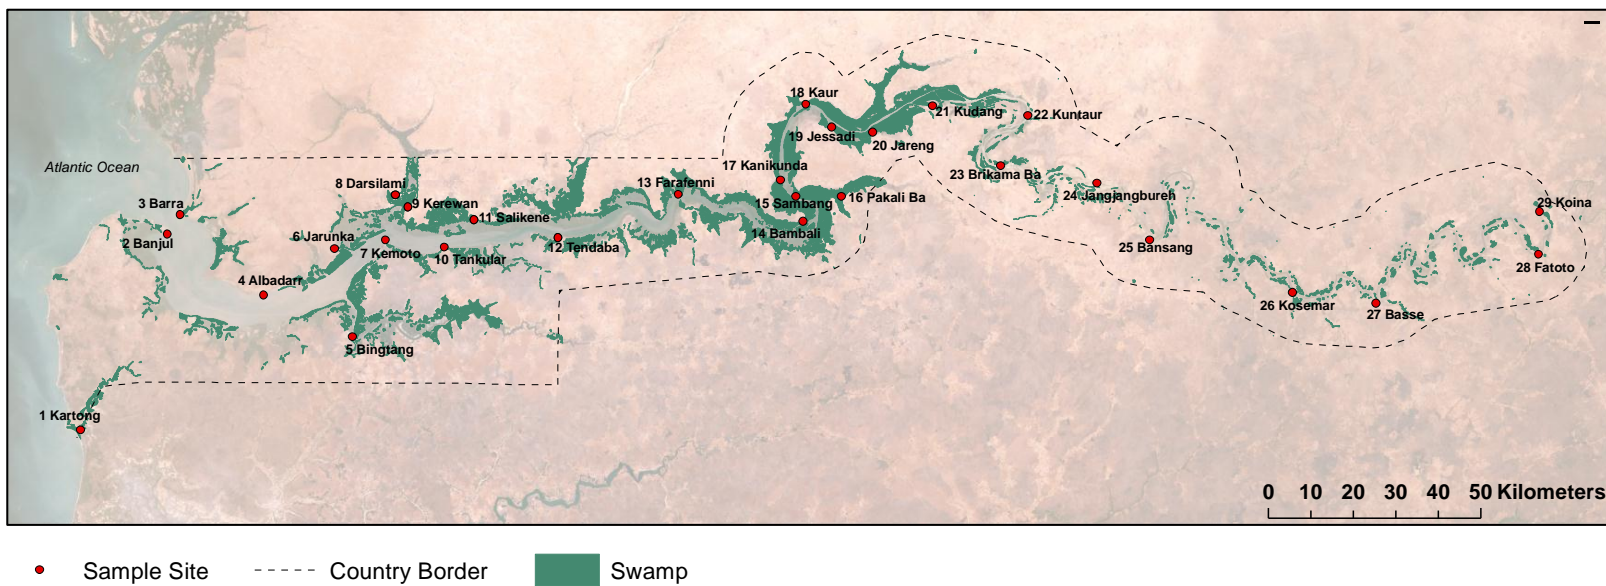 Atlantic Ocean
1 Kartong
2 Banjul
3 Barra
4 Albadarr
5 Bingtang
6 Jarunka
7 Kemoto
8 Darsilami
9 Kerewan
10 Tankular
11 Salikene
12 Tendaba
13 Farafenni
14 Bambali
15 Sambang
16 Pakali Ba
17 Kanikunda
18 Kaur
19 Jessadi
20 Jareng
21 Kudang
22 Kuntaur
23 Brikama Ba
24 Jangjangbureh
25 Bansang
26 Kosemar
27 Basse
28 Fatoto
29 Koina
0 10 20 30 40 50 Kilometers
Sample Site
Country Border
Swamp